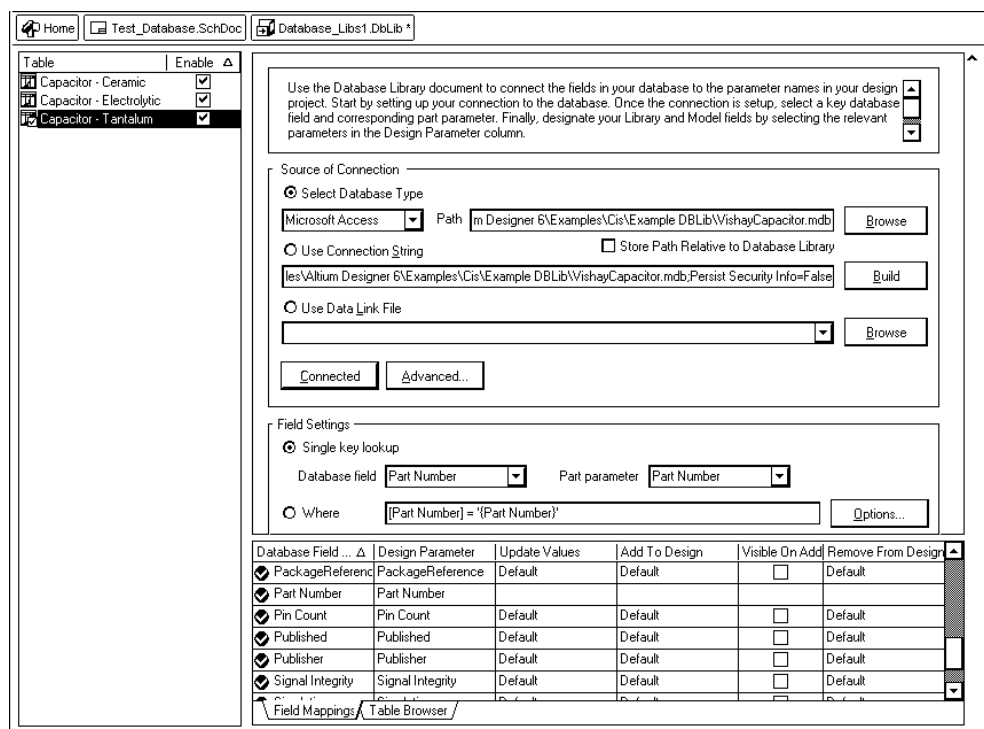 Home
Test_Database.SchDoc
Database_Libs1.DbLib *
Table Enable
Capacitor - Ceramic
Capacitor - Electrolytic
Capacitor - Tantalum
Use the Database Library document to connect the fields in your database to the parameter names in your design
project. Start by setting up your connection to the database. Once the connection is setup, select a key database
field and corresponding part parameter. Finally, designate your Library and Model fields by selecting the relevant
parameters in the Design Parameter column.
Source of Connection
Select Database Type
Microsoft Access Path m Designer 6\Examples\Cis\Example DBLib\VishayCapacitor.mdb Browse
Use Connection String Store Path Relative to Database Library
les\Altium Designer 6\Examples\Cis\Example DBLib\VishayCapacitor.mdb;Persist Security Info=False Build
Use Data Link File
Browse
Connected Advanced...
Field Settings
Single key lookup
Database field Part Number Part parameter Part Number
Where [Part Number] = '{Part Number}' Options...
Database Field ... Design Parameter Update Values Add To Design Visible On Add Remove From Design
PackageReferenc PackageReference Default Default Default
Part Number Part Number
Pin Count Pin Count Default Default Default
Published Published Default Default Default
Publisher Publisher Default Default Default
Signal Integrity Signal Integrity Default Default Default
Field Mappings Table Browser